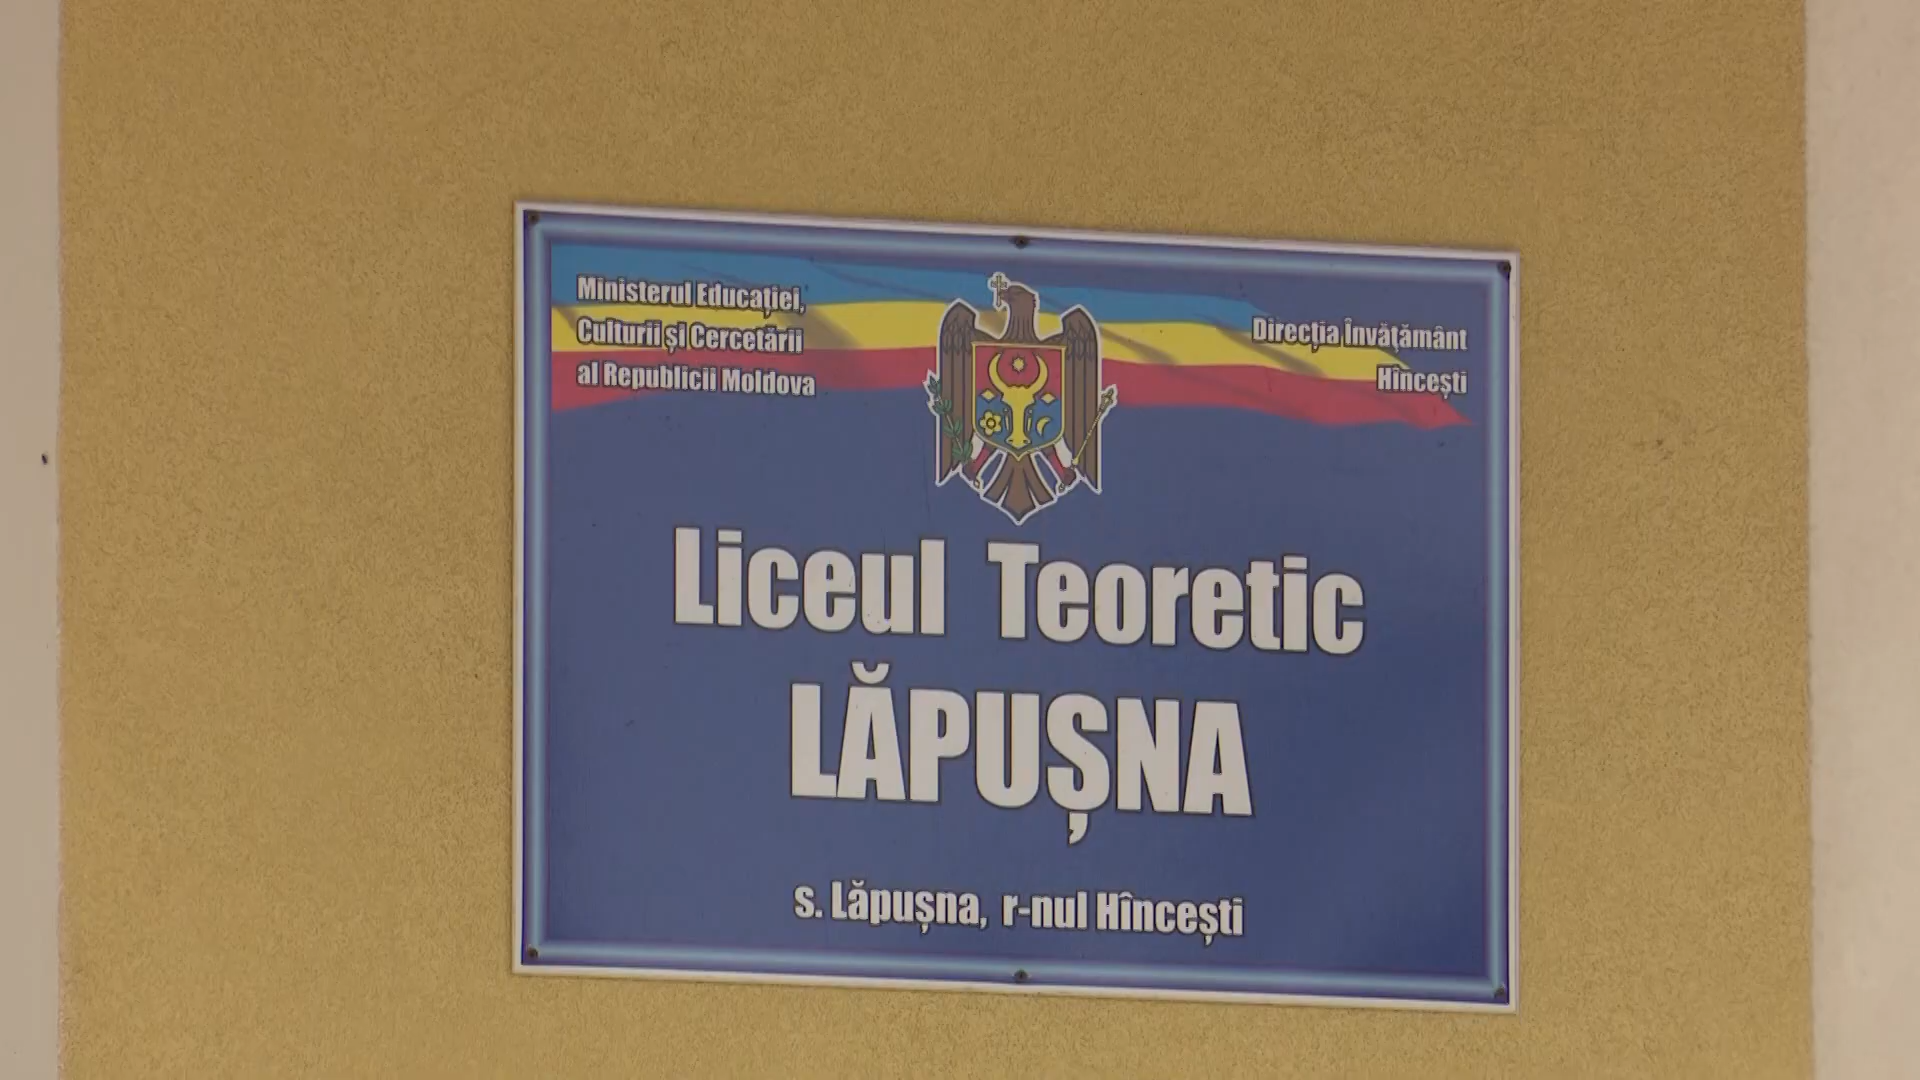 Ministerul Educației,
Culturii și Cercetării
al Republicii Moldova
Direcția Învățământ
Hîncești
Liceul Teoretic
LĂPUȘNA
s. Lăpușna, r-nul Hîncești